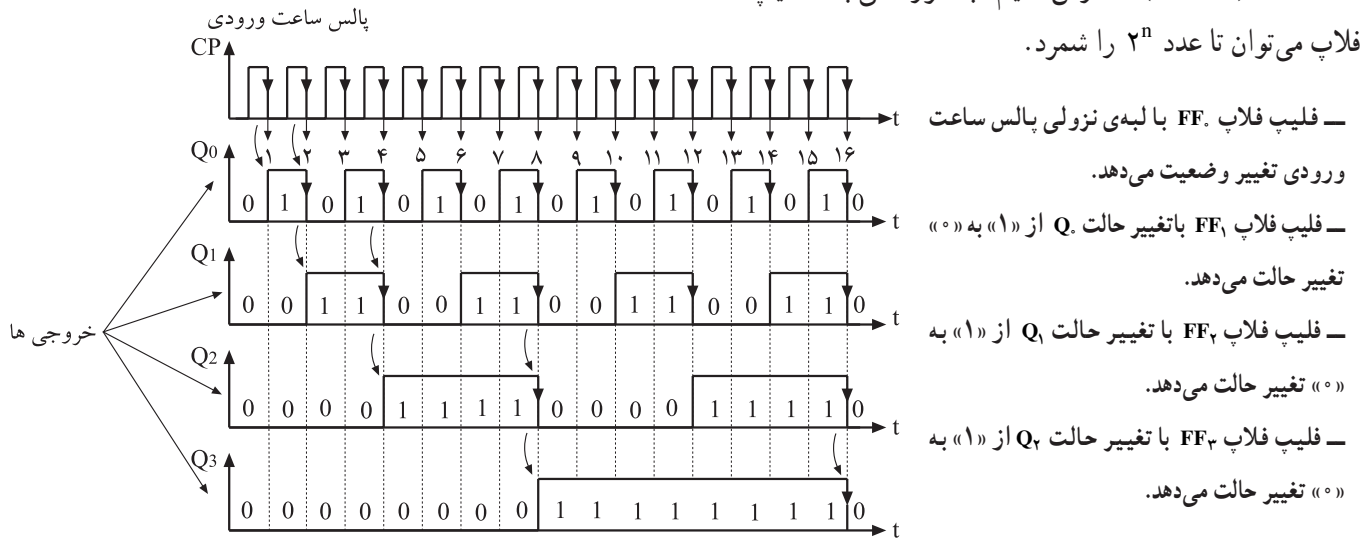 فلاپ می‌توان تا عدد ۲ⁿ را شمرد.
ــ فلیپ فلاپ FF₀ با لبه‌ی نزولی پالس ساعت
ورودی تغییر وضعیت می‌دهد.
ــ فلیپ فلاپ FF₁ باتغییر حالت Q₀ از «۱» به «۰»
تغییر حالت می‌دهد.
ــ فلیپ فلاپ FF₂ با تغییر حالت Q₁ از «۱» به
«۰» تغییر حالت می‌دهد.
ــ فلیپ فلاپ FF₃ با تغییر حالت Q₂ از «۱» به
«۰» تغییر حالت می‌دهد.
پالس ساعت ورودی
CP
t
۱ ۲ ۳ ۴ ۵ ۶ ۷ ۸ ۹ ۱۰ ۱۱ ۱۲ ۱۳ ۱۴ ۱۵ ۱۶
Q0
0 1 0 1 0 1 0 1 0 1 0 1 0 1 0 1 0
t
Q1
0 0 1 1 0 0 1 1 0 0 1 1 0 0 1 1 0
t
خروجی ها
Q2
0 0 0 0 1 1 1 1 0 0 0 0 1 1 1 1 0
t
Q3
0 0 0 0 0 0 0 0 1 1 1 1 1 1 1 1 0
t